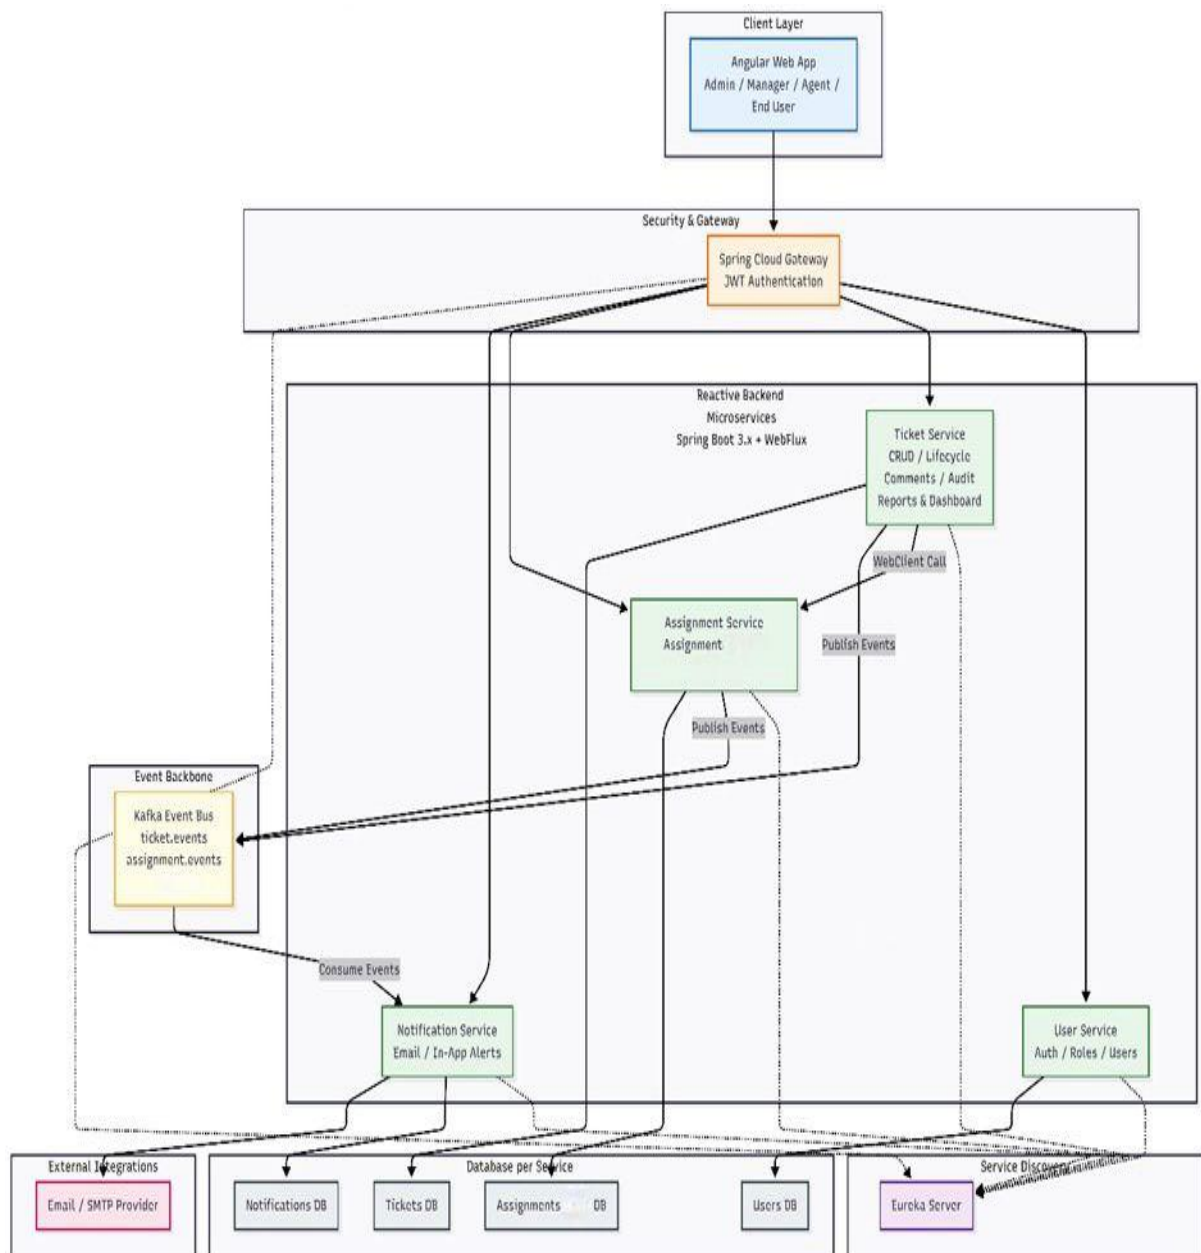 Client Layer
Angular Web App
Admin / Manager / Agent /
End User
Security & Gateway
Spring Cloud Gateway
JWT Authentication
Reactive Backend
Microservices
Spring Boot 3.x + WebFlux
Ticket Service
CRUD / Lifecycle
Comments / Audit
Reports & Dashboard
WebClient Call
Assignment Service
Assignment
Publish Events
Publish Events
Event Backbone
Kafka Event Bus
ticket.events
assignment.events
Consume Events
Notification Service
Email / In-App Alerts
User Service
Auth / Roles / Users
External Integrations
Email / SMTP Provider
Database per Service
Notifications DB
Tickets DB
Assignments DB
Users DB
Service Discovery
Eureka Server